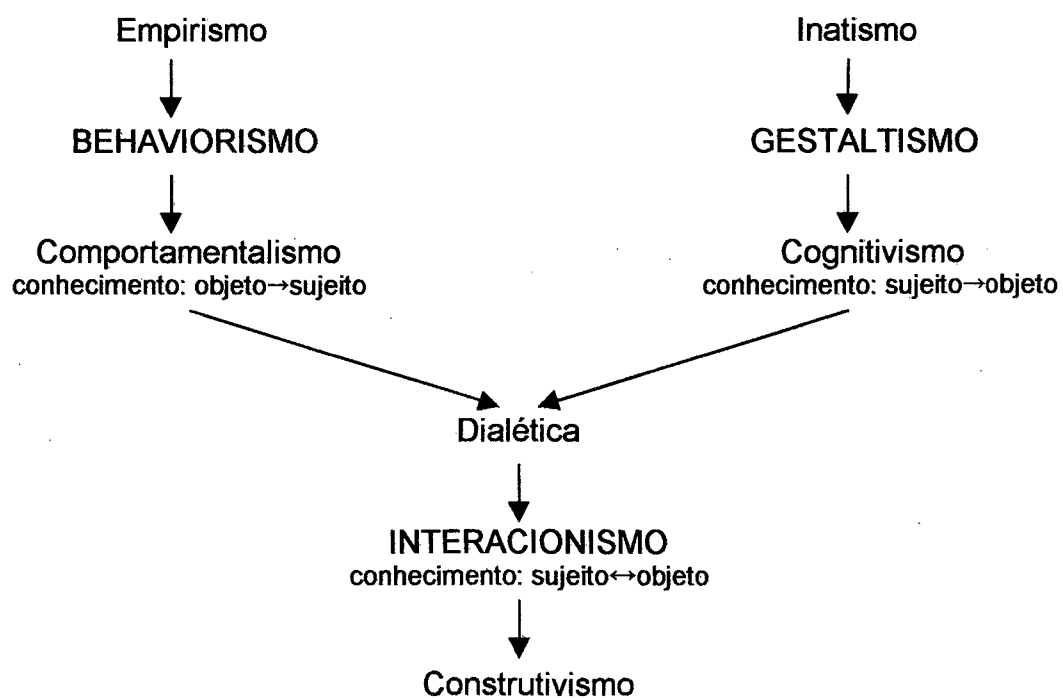 Empirismo
Inatismo
BEHAVIORISMO
GESTALTISMO
Comportamentalismo
conhecimento: objeto→sujeito
Cognitivismo
conhecimento: sujeito→objeto
Dialética
INTERACIONISMO
conhecimento: sujeito↔objeto
Construtivismo